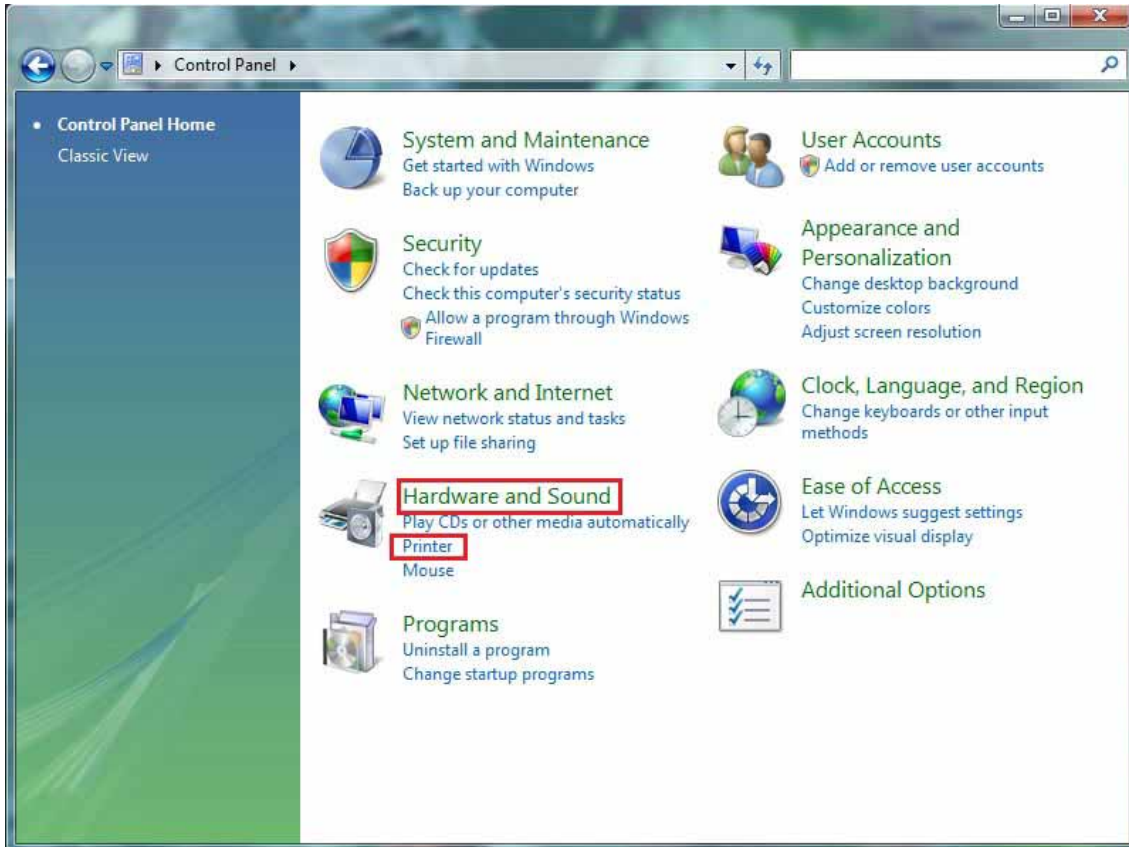 Control Panel
Control Panel Home
Classic View
System and Maintenance
Get started with Windows
Back up your computer
Security
Check for updates
Check this computer's security status
Allow a program through Windows
Firewall
Network and Internet
View network status and tasks
Set up file sharing
Hardware and Sound
Play CDs or other media automatically
Printer
Mouse
Programs
Uninstall a program
Change startup programs
User Accounts
Add or remove user accounts
Appearance and
Personalization
Change desktop background
Customize colors
Adjust screen resolution
Clock, Language, and Region
Change keyboards or other input
methods
Ease of Access
Let Windows suggest settings
Optimize visual display
Additional Options